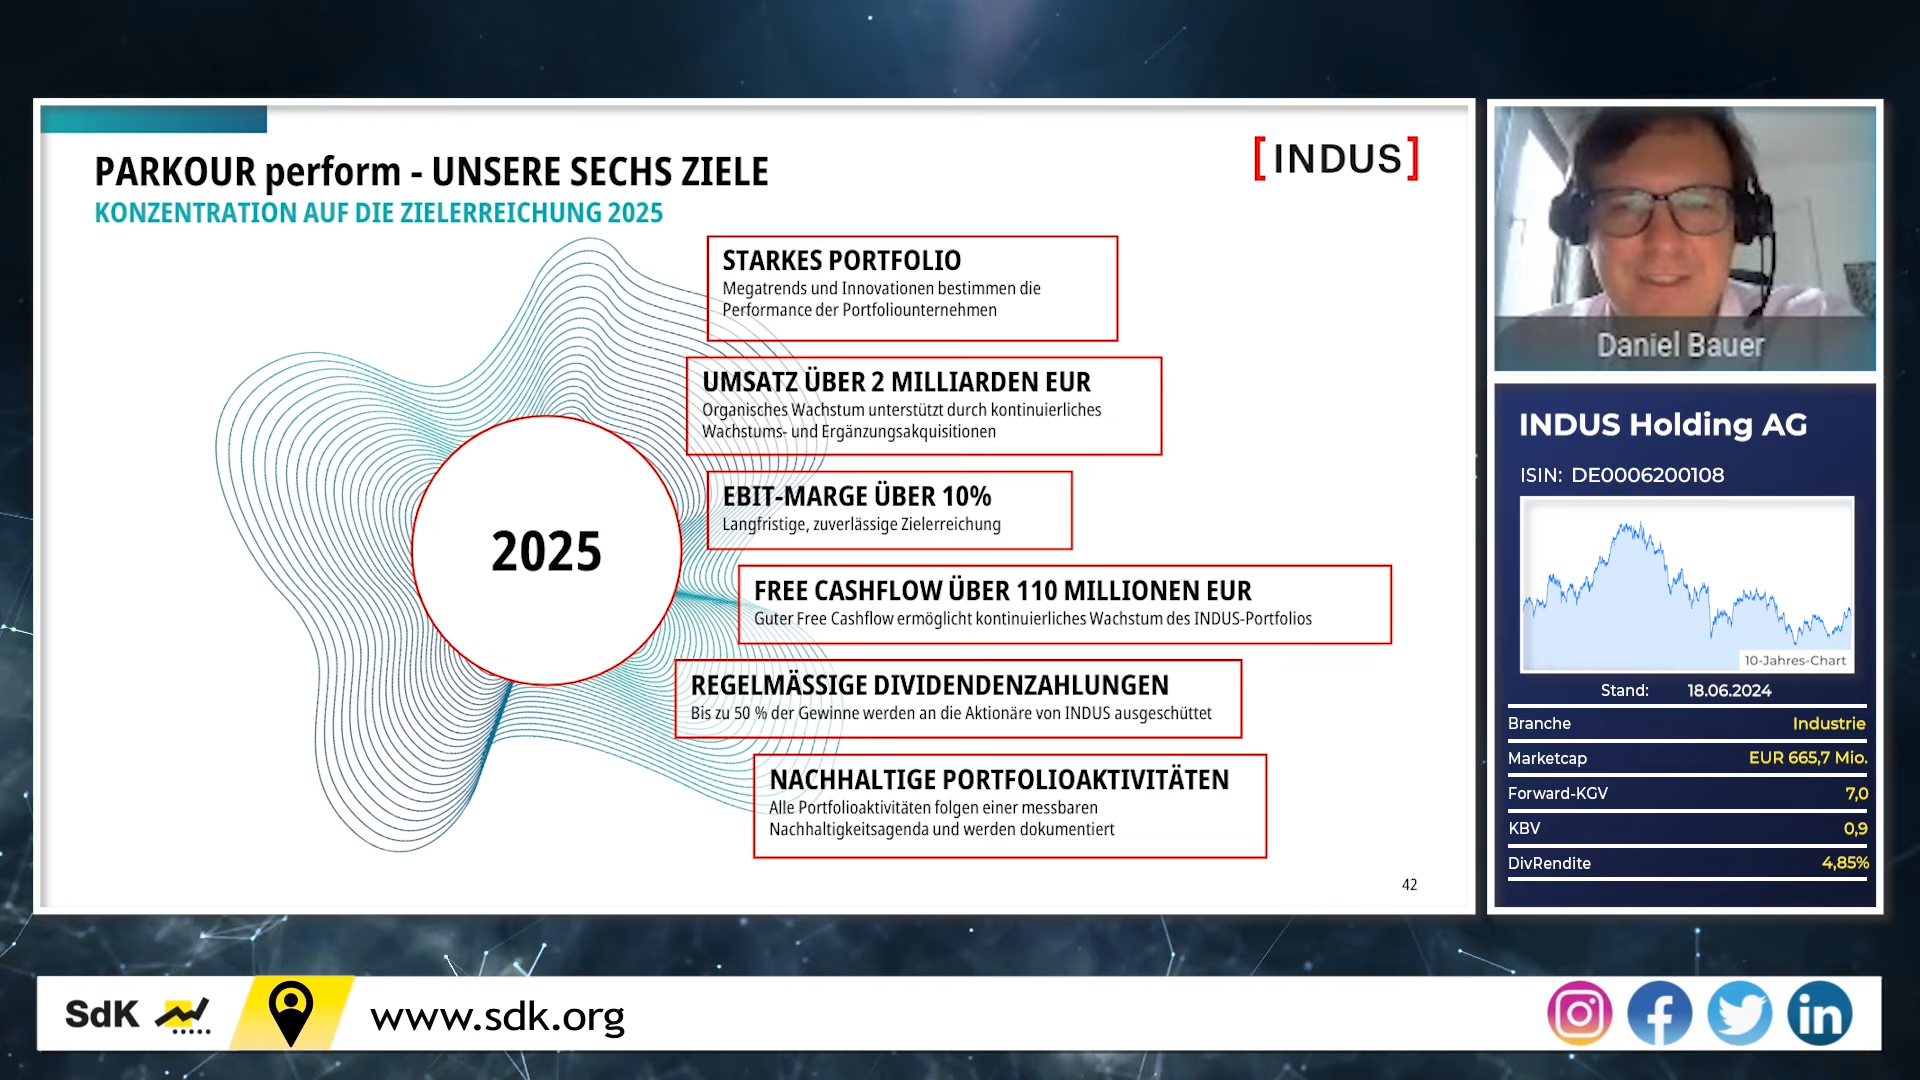 PARKOUR perform - UNSERE SECHS ZIELE
KONZENTRATION AUF DIE ZIELERREICHUNG 2025
[INDUS]
2025
STARKES PORTFOLIO
Megatrends und Innovationen bestimmen die
Performance der Portfoliounternehmen
UMSATZ ÜBER 2 MILLIARDEN EUR
Organisches Wachstum unterstützt durch kontinuierliches
Wachstums- und Ergänzungsakquisitionen
EBIT-MARGE ÜBER 10%
Langfristige, zuverlässige Zielerreichung
FREE CASHFLOW ÜBER 110 MILLIONEN EUR
Guter Free Cashflow ermöglicht kontinuierliches Wachstum des INDUS-Portfolios
REGELMÄSSIGE DIVIDENDENZAHLUNGEN
Bis zu 50 % der Gewinne werden an die Aktionäre von INDUS ausgeschüttet
NACHHALTIGE PORTFOLIOAKTIVITÄTEN
Alle Portfolioaktivitäten folgen einer messbaren
Nachhaltigkeitsagenda und werden dokumentiert
42
Daniel Bauer
INDUS Holding AG
ISIN: DE0006200108
10-Jahres-Chart
Stand: 18.06.2024
Branche Industrie
Marketcap EUR 665,7 Mio.
Forward-KGV 7,0
KBV 0,9
DivRendite 4,85%
SdK
www.sdk.org